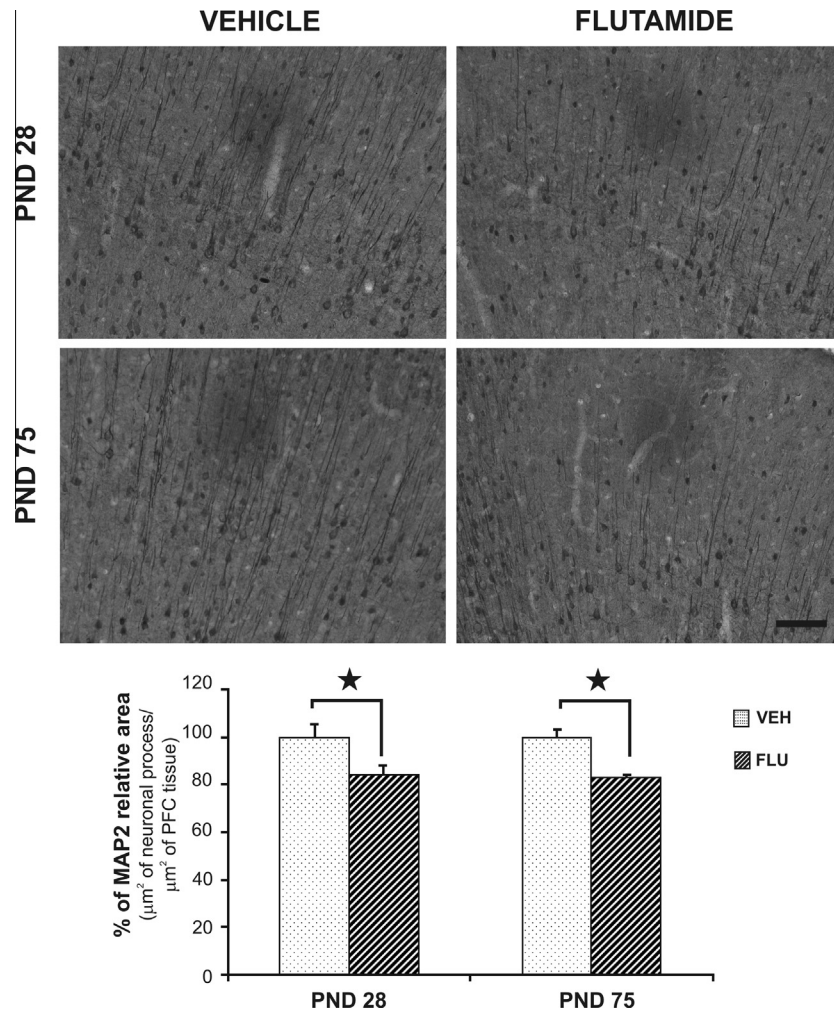 VEHICLE FLUTAMIDE
PND 28
PND 75
% of MAP2 relative area
(μm² of neuronal process/
μm² of PFC tissue)
120
100
80
60
40
20
0
PND 28 PND 75
VEH
FLU